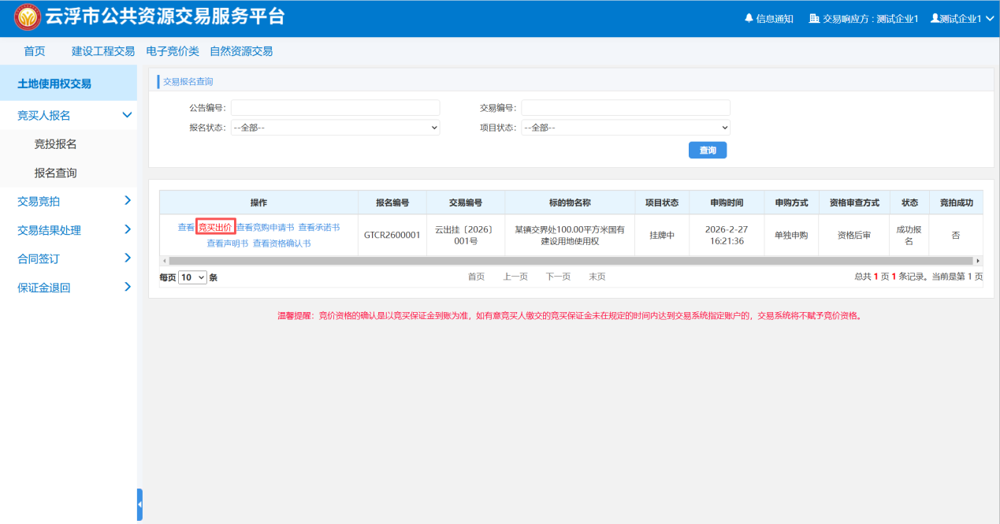 云浮市公共资源交易服务平台
信息通知 交易响应方：测试企业1 测试企业1
首页 建设工程交易 电子竞价类 自然资源交易
土地使用权交易
竞买人报名
竞投报名
报名查询
交易竞拍
交易结果处理
合同签订
保证金退回
交易报名查询
公告编号： 交易编号：
报名状态： --全部-- 项目状态： --全部--
查询
操作 报名编号 交易编号 标的物名称 项目状态 申购时间 申购方式 资格审查方式 状态 竞拍成功
查看 竞买出价 查看竞购申请书 查看承诺书
查看声明书 查看资格确认书
GTCR2600001
云出挂〔2026〕
001号
某镇交界处100.00平方米国有
建设用地使用权
挂牌中
2026-2-27
16:21:36
单独申购
资格后审
成功报
名
否
每页 10 条 首页 上一页 下一页 末页 总共 1 页 1 条记录。当前是第 1 页
温馨提醒：竞价资格的确认是以竞买保证金到账为准，如有意竞买人缴交的竞买保证金未在规定的时间内达到交易系统指定账户的，交易系统将不赋予竞价资格。